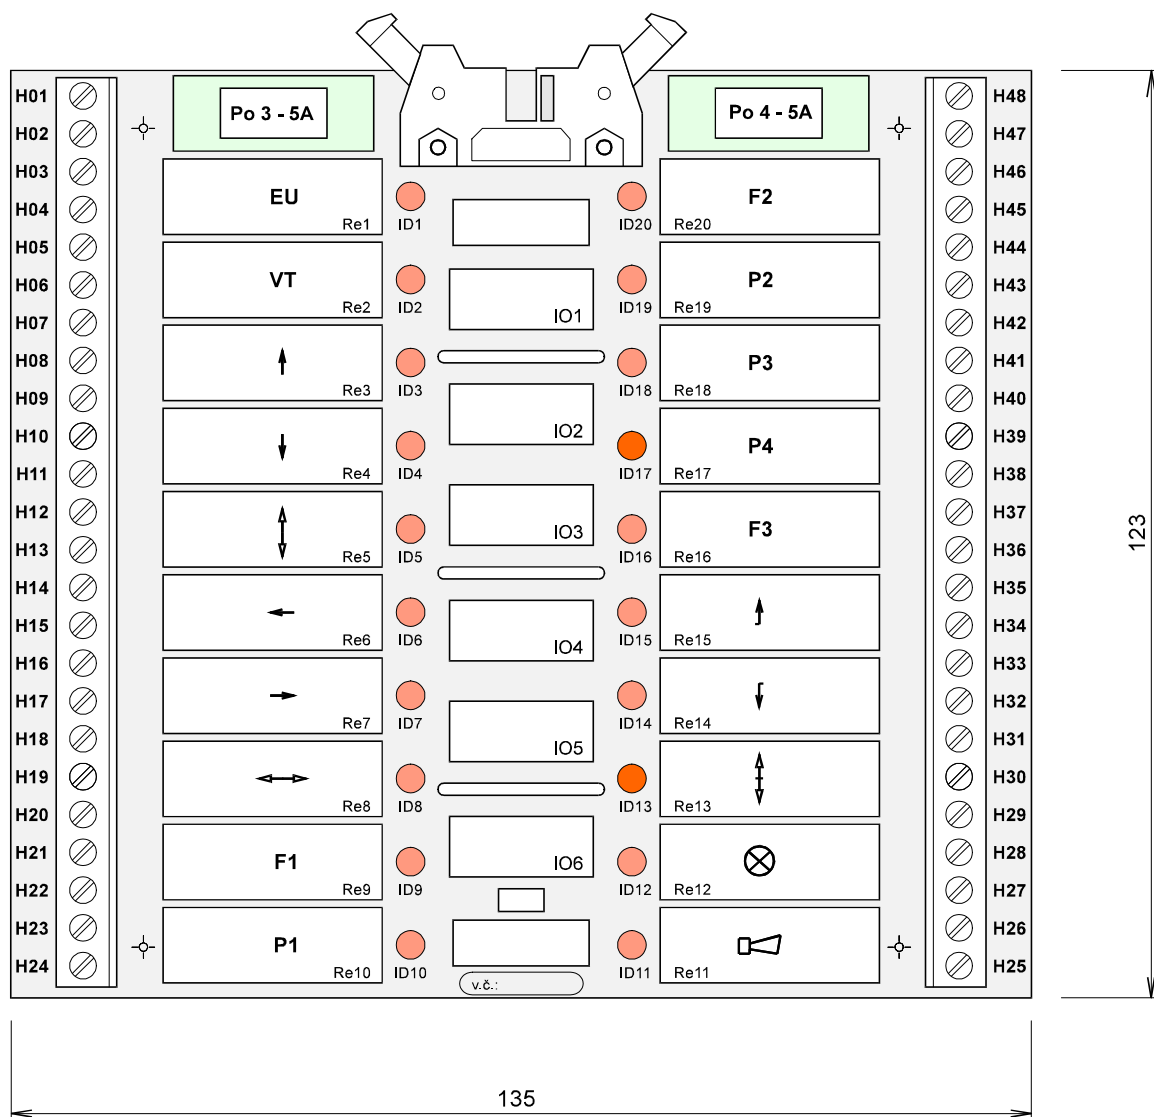 H01
H02
H03
H04
H05
H06
H07
H08
H09
H10
H11
H12
H13
H14
H15
H16
H17
H18
H19
H20
H21
H22
H23
H24
Po 3 - 5A
EU
Re1
VT
Re2
Re3
Re4
Re5
Re6
Re7
Re8
F1
Re9
P1
Re10
ID1
ID2
ID3
ID4
ID5
ID6
ID7
ID8
ID9
ID10
IO1
IO2
IO3
IO4
IO5
IO6
v.č.:
ID20
ID19
ID18
ID17
ID16
ID15
ID14
ID13
ID12
ID11
Po 4 - 5A
F2
Re20
P2
Re19
P3
Re18
P4
Re17
F3
Re16
Re15
Re14
Re13
Re12
Re11
H48
H47
H46
H45
H44
H43
H42
H41
H40
H39
H38
H37
H36
H35
H34
H33
H32
H31
H30
H29
H28
H27
H26
H25
123
135